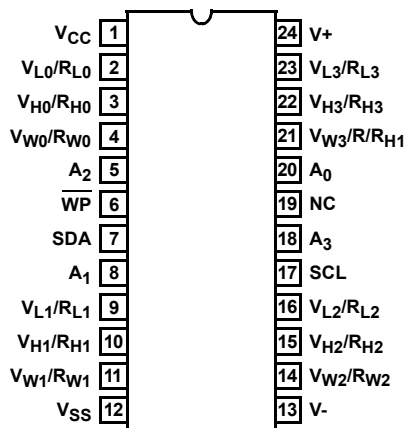 VCC 1 24 V+
VL0/RL0 2 23 VL3/RL3
VH0/RH0 3 22 VH3/RH3
VW0/RW0 4 21 VW3/R/RH1
A2 5 20 A0
WP 6 19 NC
SDA 7 18 A3
A1 8 17 SCL
VL1/RL1 9 16 VL2/RL2
VH1/RH1 10 15 VH2/RH2
VW1/RW1 11 14 VW2/RW2
VSS 12 13 V-